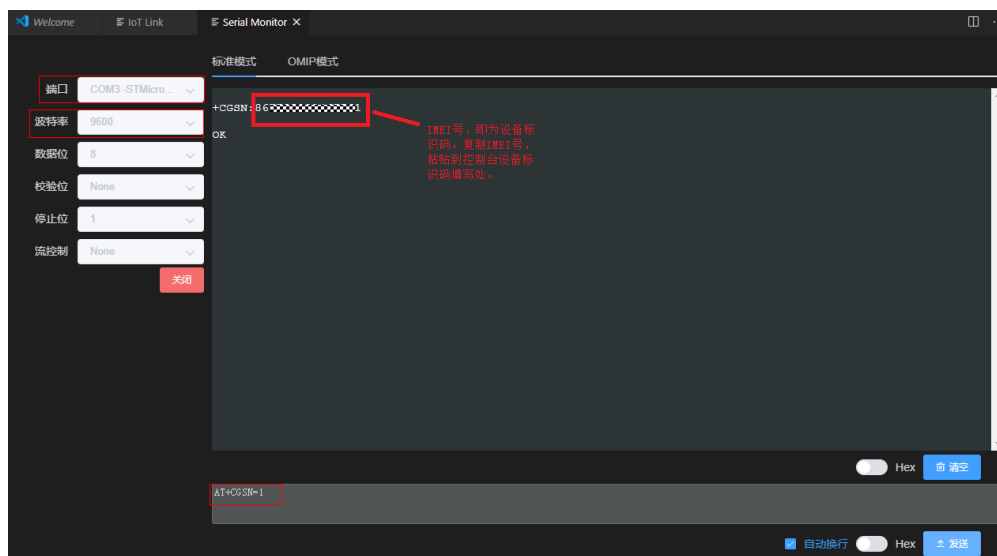 Welcome
IoT Link
Serial Monitor
标准模式
OMIP模式
端口
COM3 -STMicro...
波特率
9600
数据位
8
校验位
None
停止位
1
流控制
None
关闭
+CGSN:86 1
OK
IMEI号，即为设备标
识码。复制IMEI号，
粘贴到控制台设备标
识码填写处。
Hex
清空
AT+CGSN=1
自动换行
Hex
发送